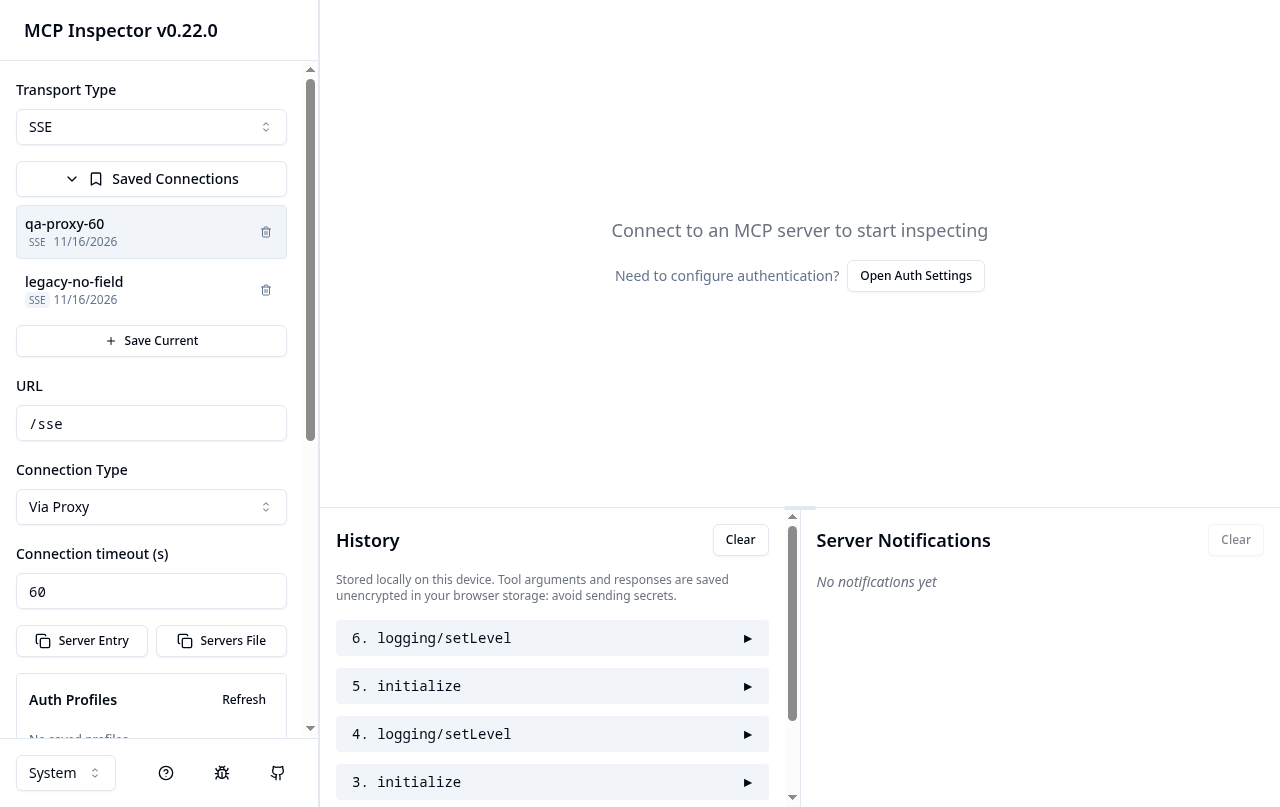 MCP Inspector v0.22.0
Transport Type
SSE
Saved Connections
qa-proxy-60
SSE 11/16/2026
legacy-no-field
SSE 11/16/2026
Save Current
URL
/sse
Connection Type
Via Proxy
Connection timeout (s)
60
Server Entry
Servers File
Auth Profiles
Refresh
No saved profiles
System
Connect to an MCP server to start inspecting
Need to configure authentication?
Open Auth Settings
History
Clear
Stored locally on this device. Tool arguments and responses are saved
unencrypted in your browser storage: avoid sending secrets.
6. logging/setLevel
5. initialize
4. logging/setLevel
3. initialize
Server Notifications
Clear
No notifications yet